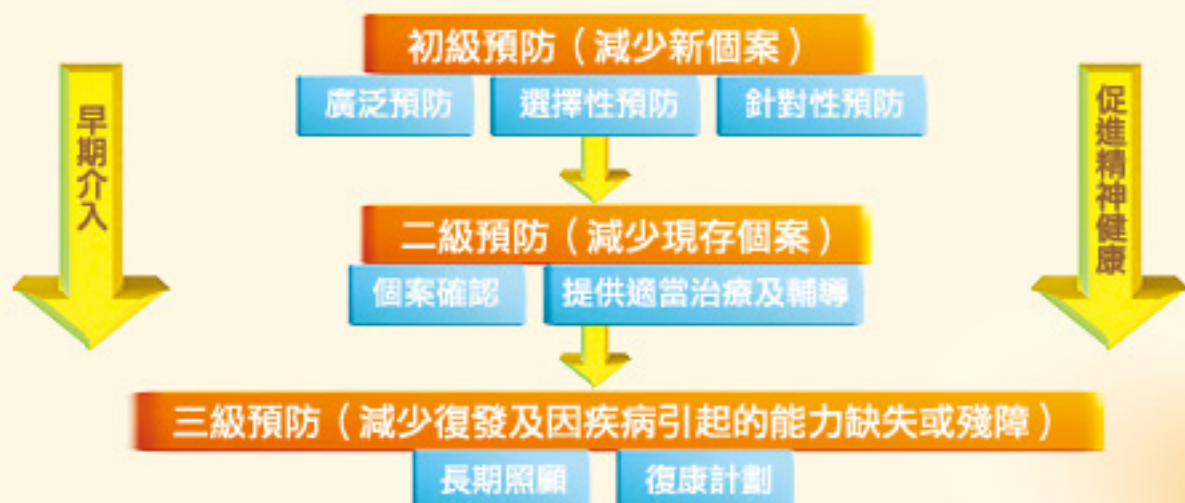 初級預防（減少新個案）
廣泛預防 選擇性預防 針對性預防
早期介入
促進精神健康
二級預防（減少現存個案）
個案確認 提供適當治療及輔導
三級預防（減少復發及因疾病引起的能力缺失或殘障）
長期照顧 復康計劃